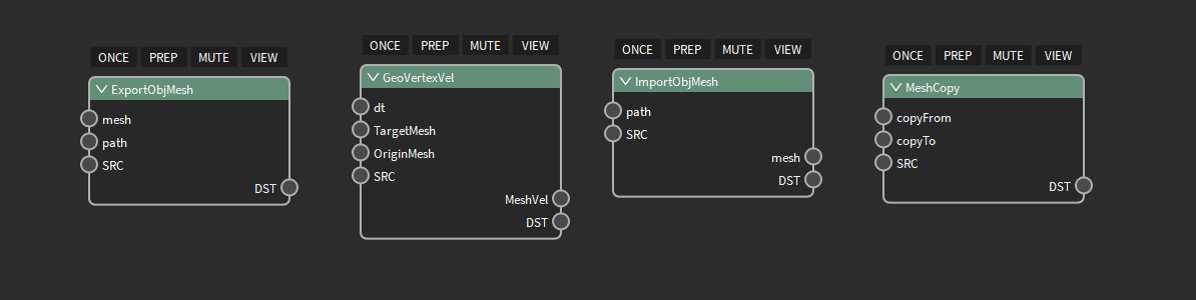 ONCE PREP MUTE VIEW
ExportObjMesh
mesh
path
SRC
DST
ONCE PREP MUTE VIEW
GeoVertexVel
dt
TargetMesh
OriginMesh
SRC
MeshVel
DST
ONCE PREP MUTE VIEW
ImportObjMesh
path
SRC
mesh
DST
ONCE PREP MUTE VIEW
MeshCopy
copyFrom
copyTo
SRC
DST